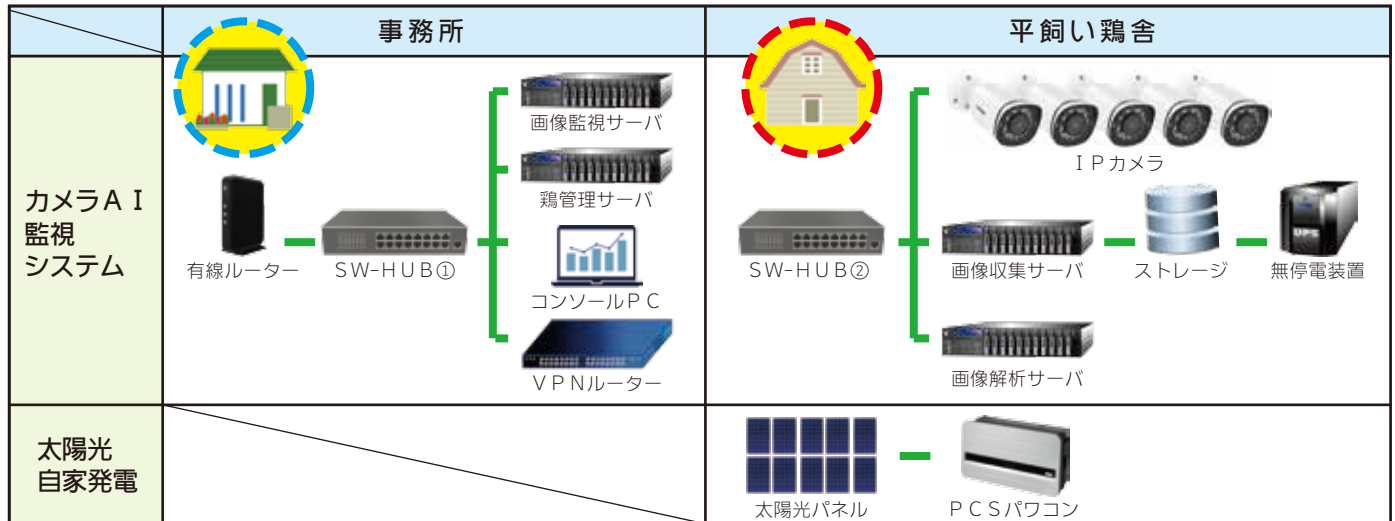 事務所
平飼い鶏舎
カメラＡＩ
監視
システム
画像監視サーバ
鶏管理サーバ
有線ルーター
SW-HUB①
コンソールＰＣ
ＶＰＮルーター
ＩＰカメラ
SW-HUB②
画像収集サーバ
ストレージ
UPS
無停電装置
画像解析サーバ
太陽光
自家発電
太陽光パネル
ＰＣＳパワコン